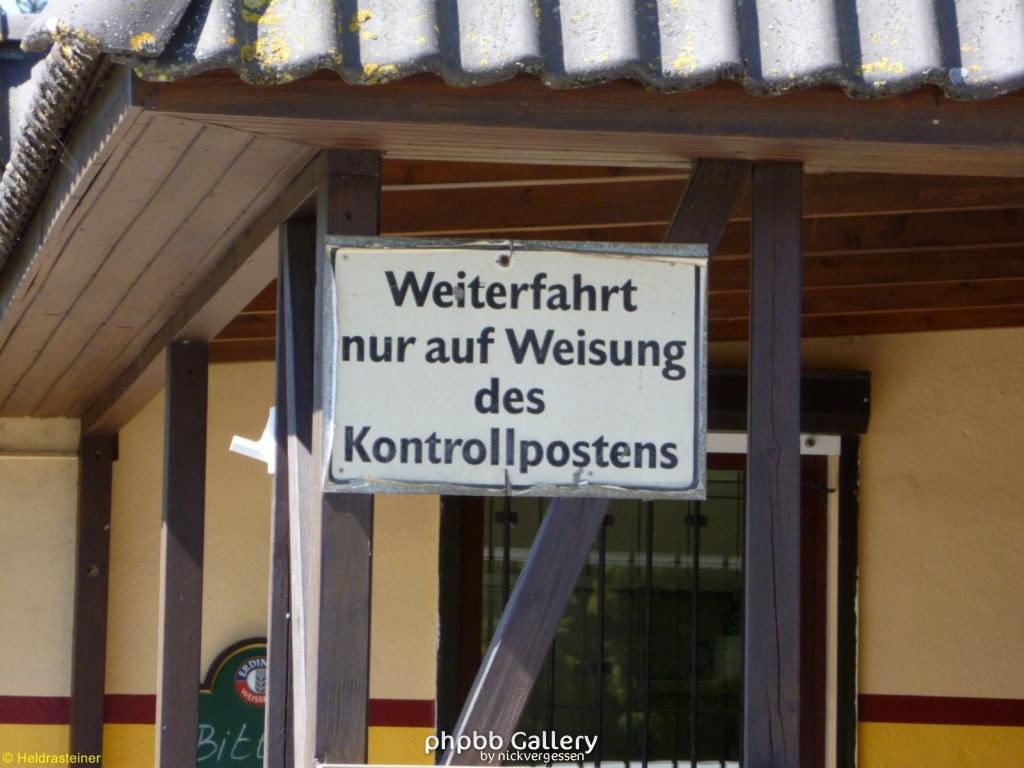 Weiterfahrt
nur auf Weisung
des
Kontrollpostens
phpbb Gallery
by nickvergessen
© Heldrasteiner